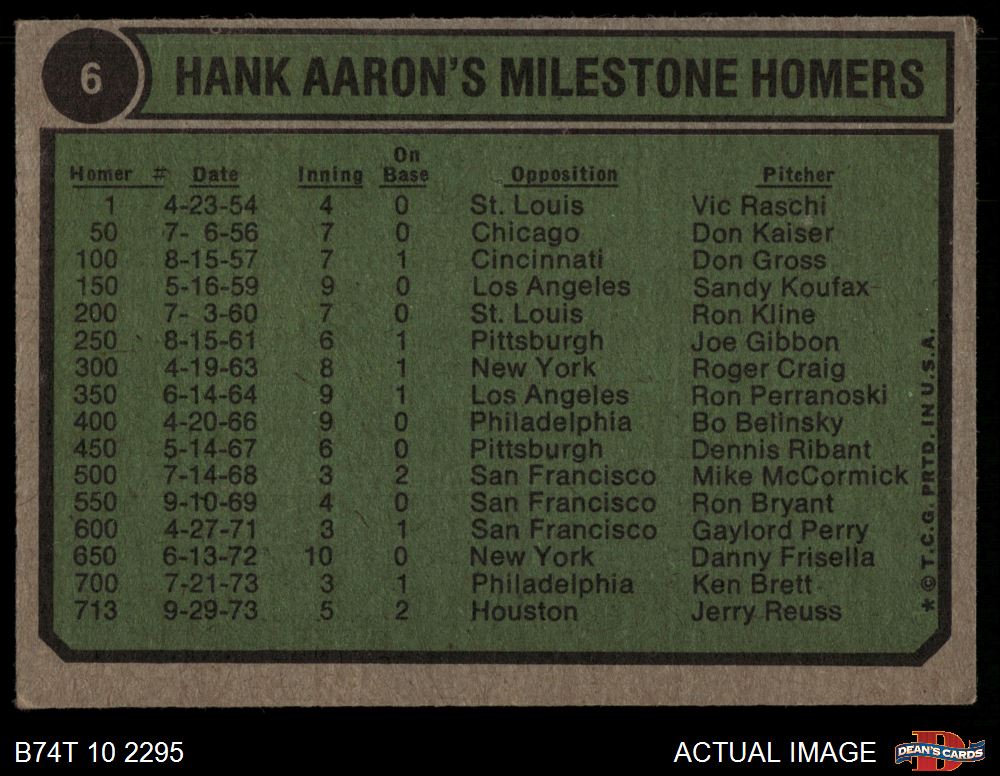 6 HANK AARON'S MILESTONE HOMERS
On
Homer # Date Inning Base Opposition Pitcher
1 4-23-54 4 0 St. Louis Vic Raschi
50 7- 6-56 7 0 Chicago Don Kaiser
100 8-15-57 7 1 Cincinnati Don Gross
150 5-16-59 9 0 Los Angeles Sandy Koufax
200 7- 3-60 7 0 St. Louis Ron Kline
250 8-15-61 6 1 Pittsburgh Joe Gibbon
300 4-19-63 8 1 New York Roger Craig
350 6-14-64 9 1 Los Angeles Ron Perranoski
400 4-20-66 9 0 Philadelphia Bo Belinsky
450 5-14-67 6 0 Pittsburgh Dennis Ribant
500 7-14-68 3 2 San Francisco Mike McCormick
550 9-10-69 4 0 San Francisco Ron Bryant
600 4-27-71 3 1 San Francisco Gaylord Perry
650 6-13-72 10 0 New York Danny Frisella
700 7-21-73 3 1 Philadelphia Ken Brett
713 9-29-73 5 2 Houston Jerry Reuss
* © T.C.G. PRTD. IN U.S.A.
B74T 10 2295 ACTUAL IMAGE DEAN'S CARDS